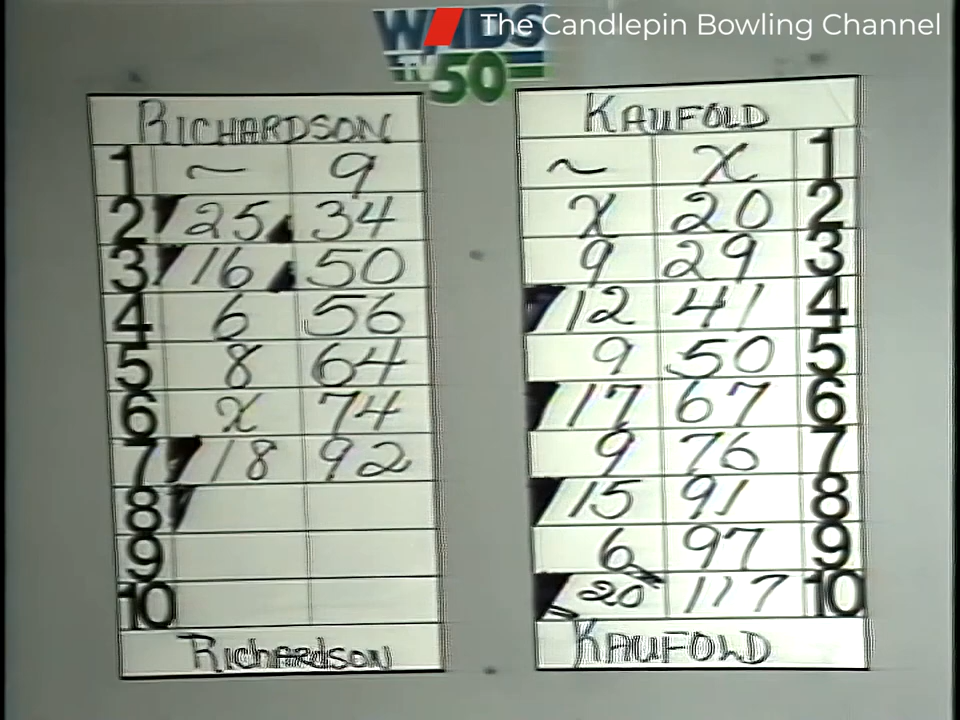 The Candlepin Bowling Channel
TV 50
RICHARDSON
1 ~ 9
2 25 34
3 16 50
4 6 56
5 8 64
6 X 74
7 18 92
8
9
10
RICHARDSON
KAUFOLD
~ X 1
X 20 2
9 29 3
12 41 4
9 50 5
17 67 6
9 76 7
15 91 8
6 97 9
20 117 10
KAUFOLD